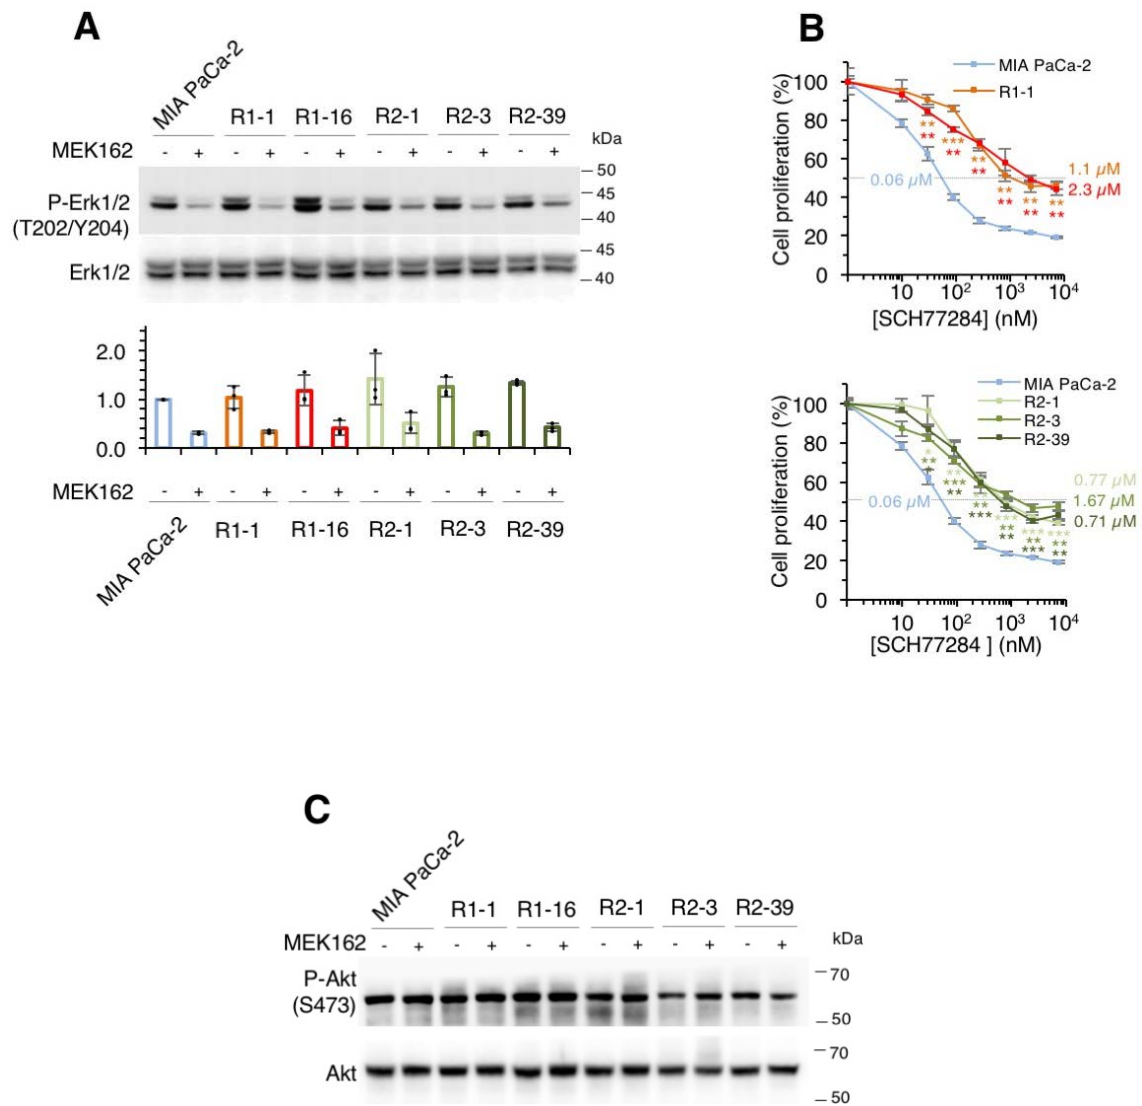 A
MIA PaCa-2 R1-1 R1-16 R2-1 R2-3 R2-39
kDa
MEK162 - + - + - + - + - + - +
P-Erk1/2
(T202/Y204)
50
45
40
Erk1/2
45
40
2.0
1.0
0.0
MEK162 - + - + - + - + - + - +
MIA PaCa-2 R1-1 R1-16 R2-1 R2-3 R2-39
B
Cell proliferation (%)
100
80
60
40
20
0
MIA PaCa-2
R1-1
0.06 µM
1.1 µM
2.3 µM
** ** *** ** ** ** ** ** ** ** ** **
10 10² 10³ 10⁴
[SCH77284] (nM)
Cell proliferation (%)
100
80
60
40
20
0
MIA PaCa-2
R2-1
R2-3
R2-39
0.06 µM
0.77 µM
1.67 µM
0.71 µM
10 10² 10³ 10⁴
[SCH77284 ] (nM)
C
MIA PaCa-2 R1-1 R1-16 R2-1 R2-3 R2-39
MEK162 - + - + - + - + - + - +
kDa
P-Akt
(S473)
70
50
Akt
70
50